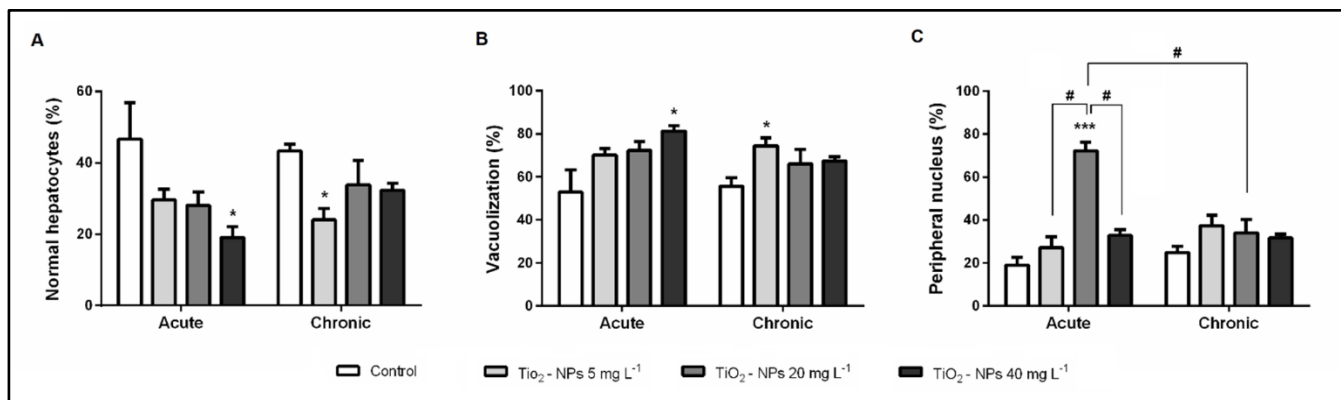 A
Normal hepatocytes (%)
60
40
20
0
*
*
Acute
Chronic
B
Vacuolization (%)
100
80
60
40
20
0
*
*
Acute
Chronic
C
Peripheral nucleus (%)
100
80
60
40
20
0
#
#
#
***
Acute
Chronic
Control
Tio₂ - NPs 5 mg L⁻¹
TiO₂ - NPs 20 mg L⁻¹
TiO₂ - NPs 40 mg L⁻¹